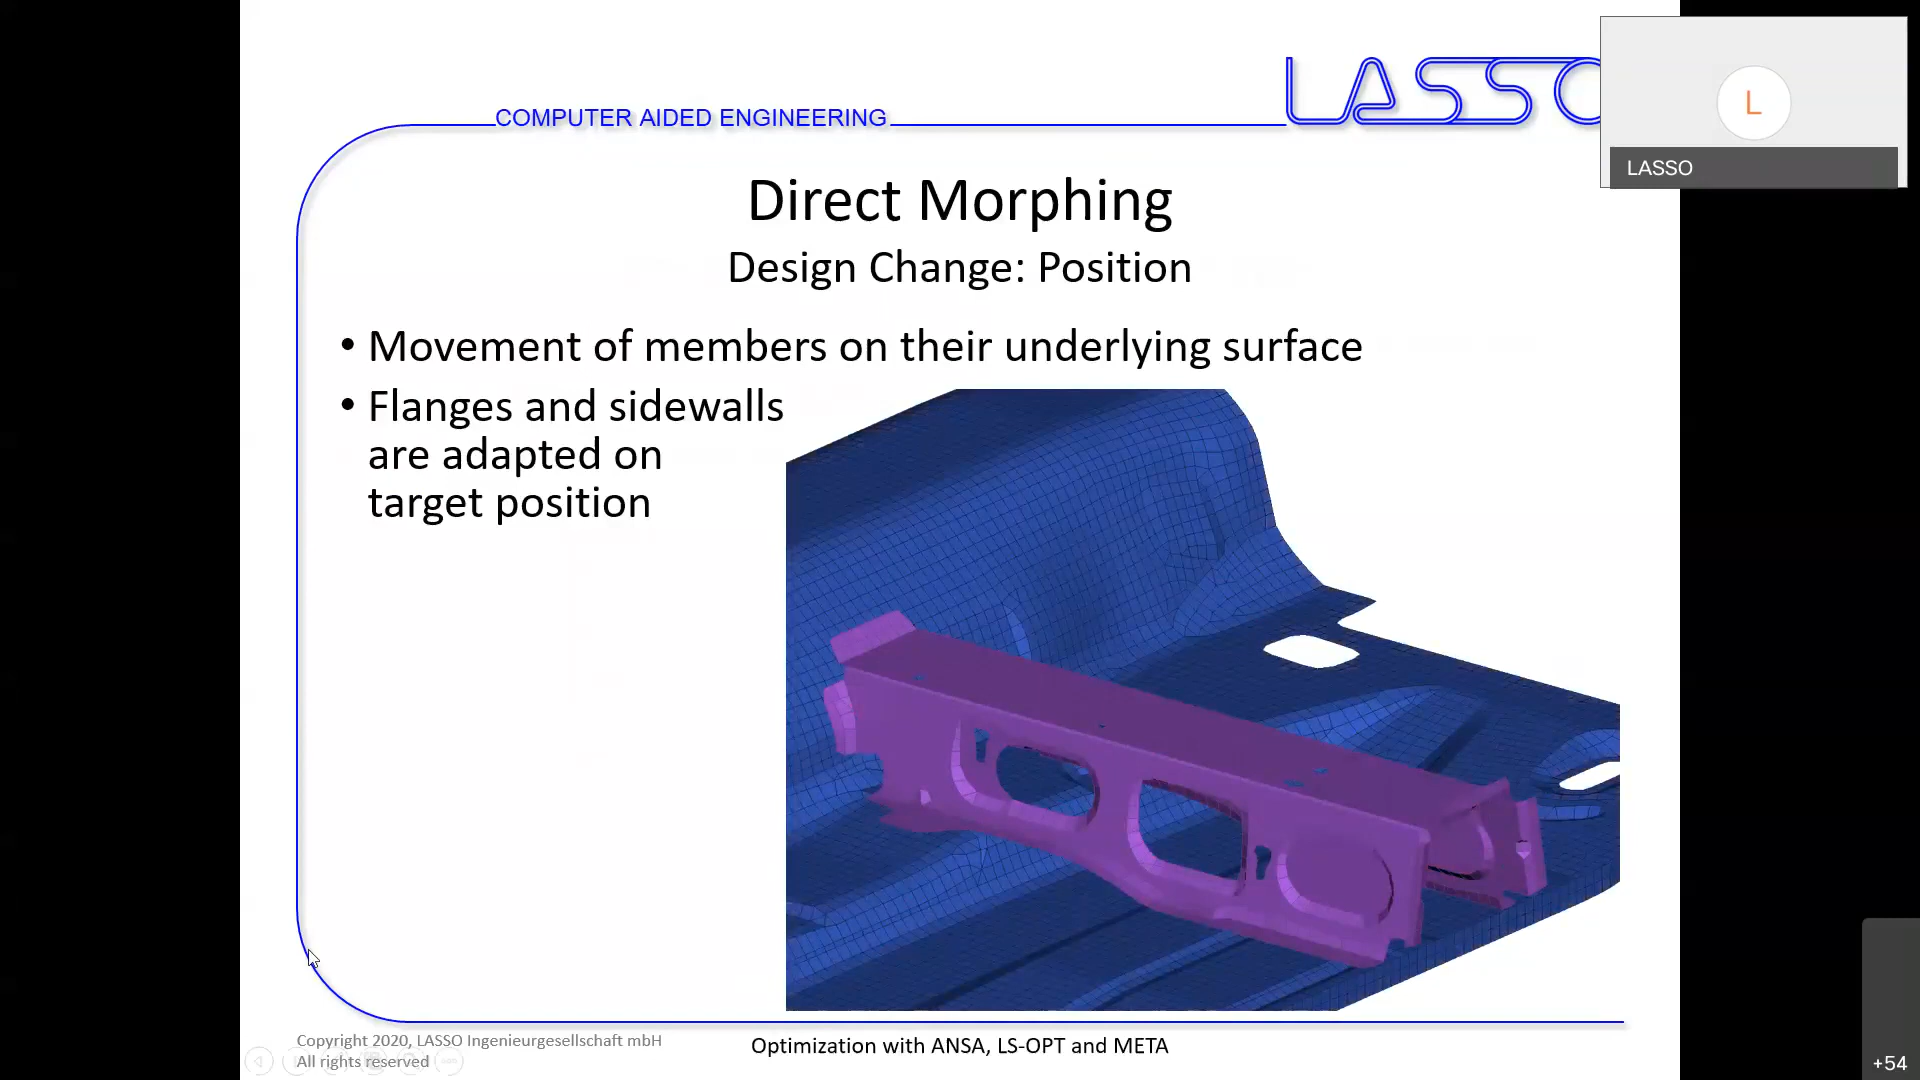 LASSO
L
LASSO
COMPUTER AIDED ENGINEERING
Direct Morphing
Design Change: Position
• Movement of members on their underlying surface
• Flanges and sidewalls
are adapted on
target position
Copyright 2020, LASSO Ingenieurgesellschaft mbH
All rights reserved
Optimization with ANSA, LS-OPT and META
+54